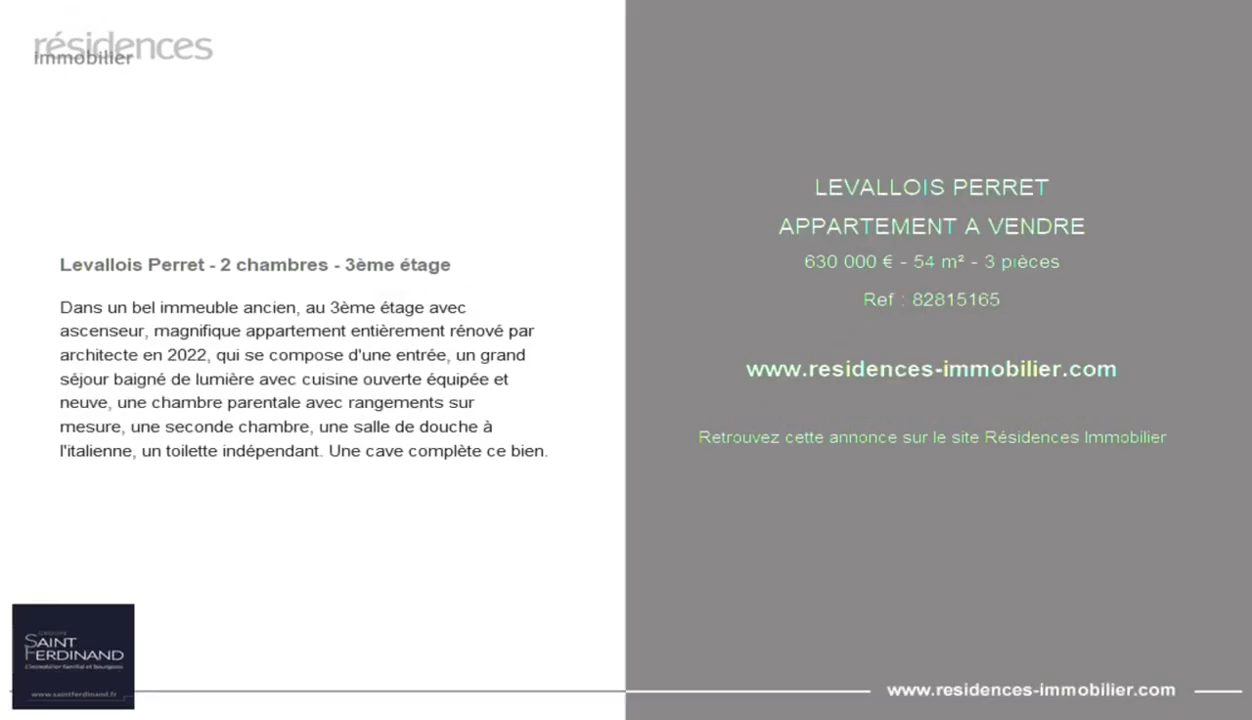 résidences
immobilier
Levallois Perret - 2 chambres - 3ème étage
Dans un bel immeuble ancien, au 3ème étage avec
ascenseur, magnifique appartement entièrement rénové par
architecte en 2022, qui se compose d'une entrée, un grand
séjour baigné de lumière avec cuisine ouverte équipée et
neuve, une chambre parentale avec rangements sur
mesure, une seconde chambre, une salle de douche à
l'italienne, un toilette indépendant. Une cave complète ce bien.
GROUPE
SAINT
FERDINAND
L'immobilier familial et bourgeois
www.saintferdinand.fr
LEVALLOIS PERRET
APPARTEMENT A VENDRE
630 000 € - 54 m² - 3 pièces
Ref : 82815165
www.residences-immobilier.com
Retrouvez cette annonce sur le site Résidences Immobilier
www.residences-immobilier.com